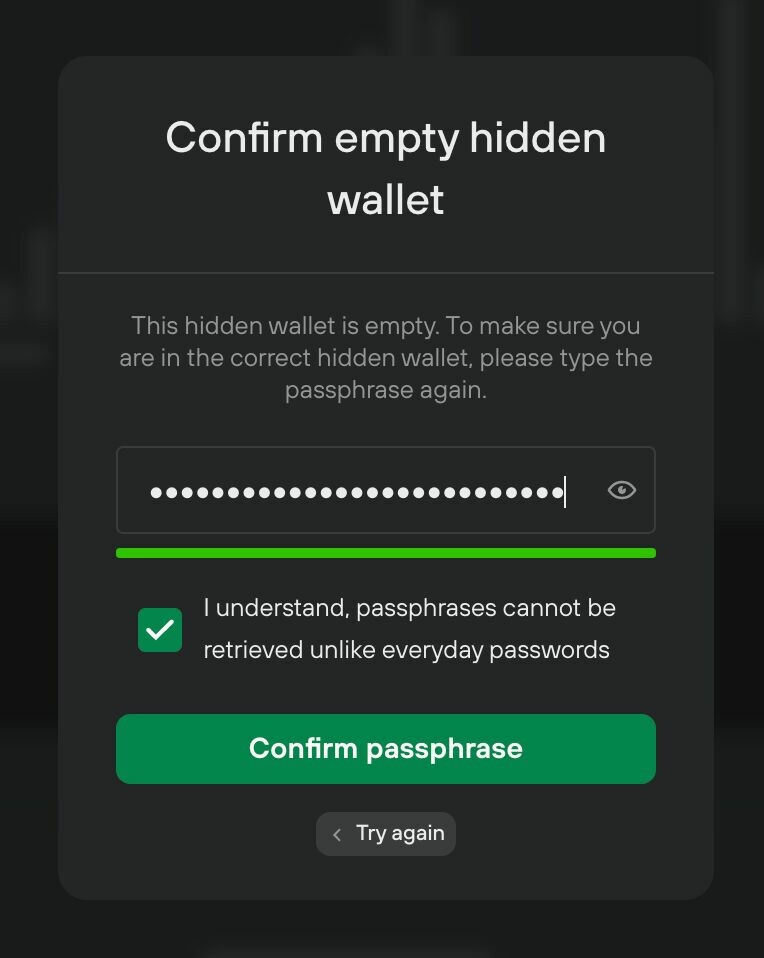 Confirm empty hidden
wallet
This hidden wallet is empty. To make sure you
are in the correct hidden wallet, please type the
passphrase again.
I understand, passphrases cannot be
retrieved unlike everyday passwords
Confirm passphrase
Try again